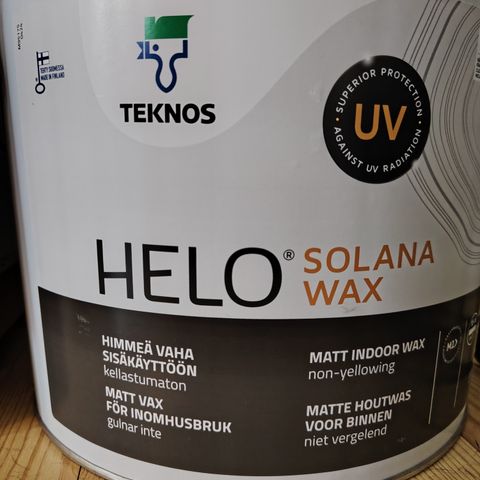 TEKNOS
SUPERIOR PROTECTION
UV
AGAINST UV RADIATION
HELO® SOLANA
WAX
HIMMEÄ VAHA
SISÄKÄYTTÖÖN
kellastumaton
MATT VAX
FÖR INOMHUSBRUK
gulnar inte
MATT INDOOR WAX
non-yellowing
MATTE HOUTWAS
VOOR BINNEN
niet vergelend
M1